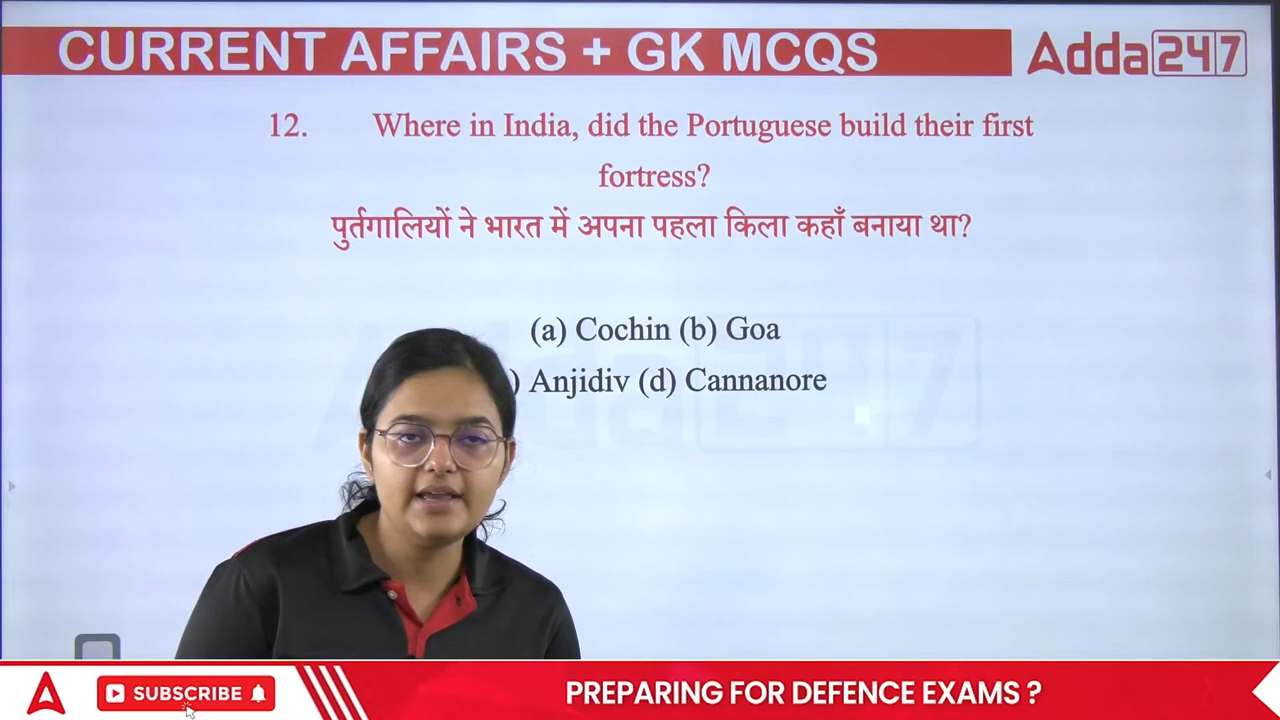 CURRENT AFFAIRS + GK MCQS
Adda247
12. Where in India, did the Portuguese build their first
fortress?
पुर्तगालियों ने भारत में अपना पहला किला कहाँ बनाया था?
(a) Cochin (b) Goa
) Anjidiv (d) Cannanore
SUBSCRIBE
PREPARING FOR DEFENCE EXAMS ?